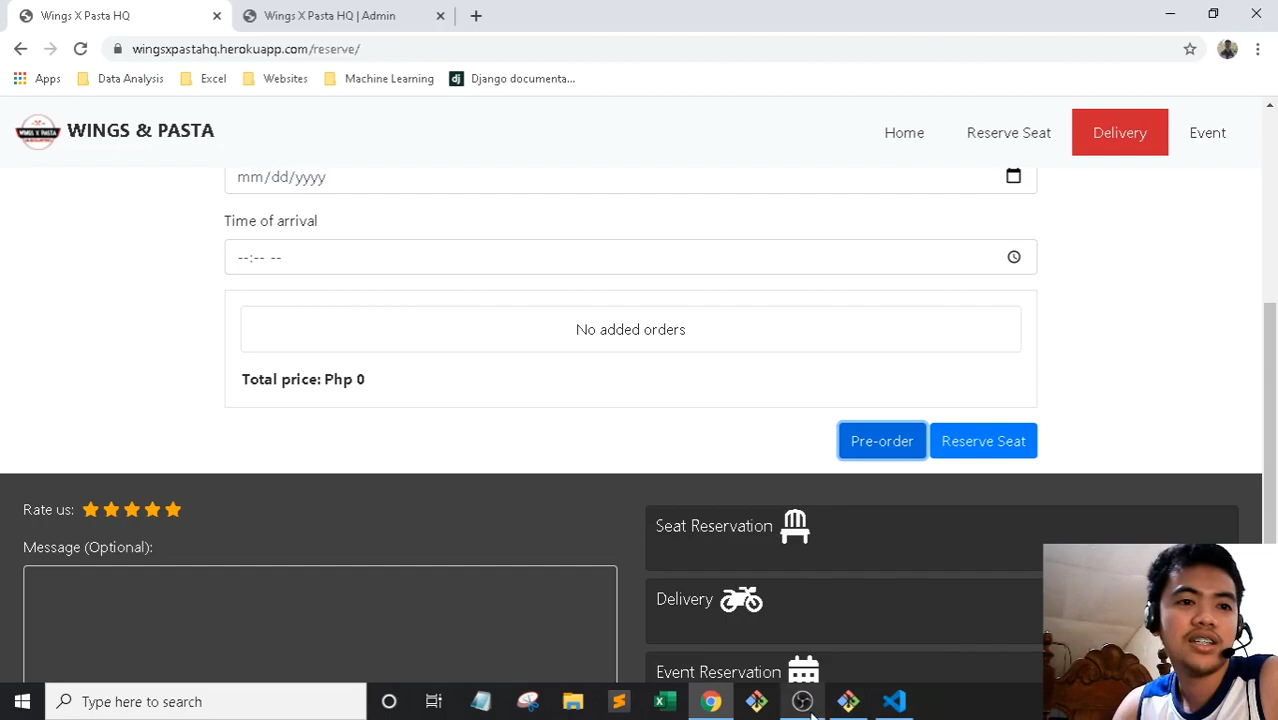 Wings X Pasta HQ
Wings X Pasta HQ | Admin
wingsxpastahq.herokuapp.com/reserve/
Apps
Data Analysis
Excel
Websites
Machine Learning
dj
Django documenta...
WINGS X PASTA
WINGS & PASTA
Home
Reserve Seat
Delivery
Event
mm/dd/yyyy
Time of arrival
--:-- --
No added orders
Total price: Php 0
Pre-order
Reserve Seat
Rate us:
Seat Reservation
Message (Optional):
Delivery
Event Reservation
Type here to search